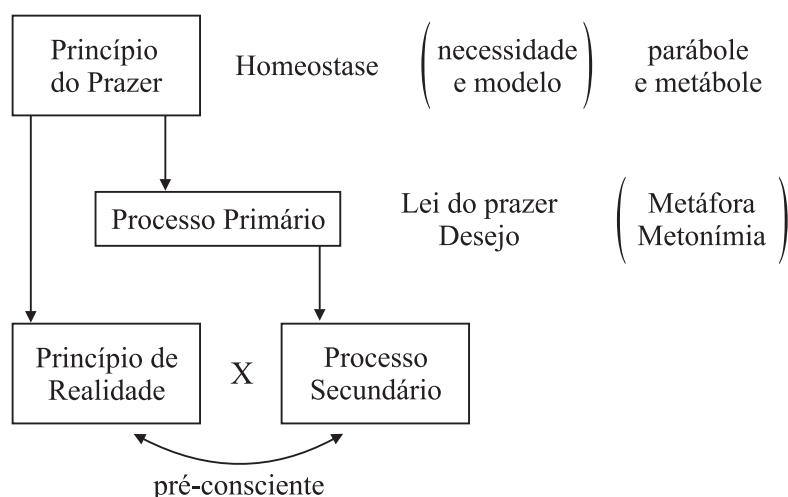 Princípio
do Prazer
Homeostase
necessidade
e modelo
parábole
e metábole
Processo Primário
Lei do prazer
Desejo
Metáfora
Metonímia
Princípio de
Realidade
X
Processo
Secundário
pré-consciente